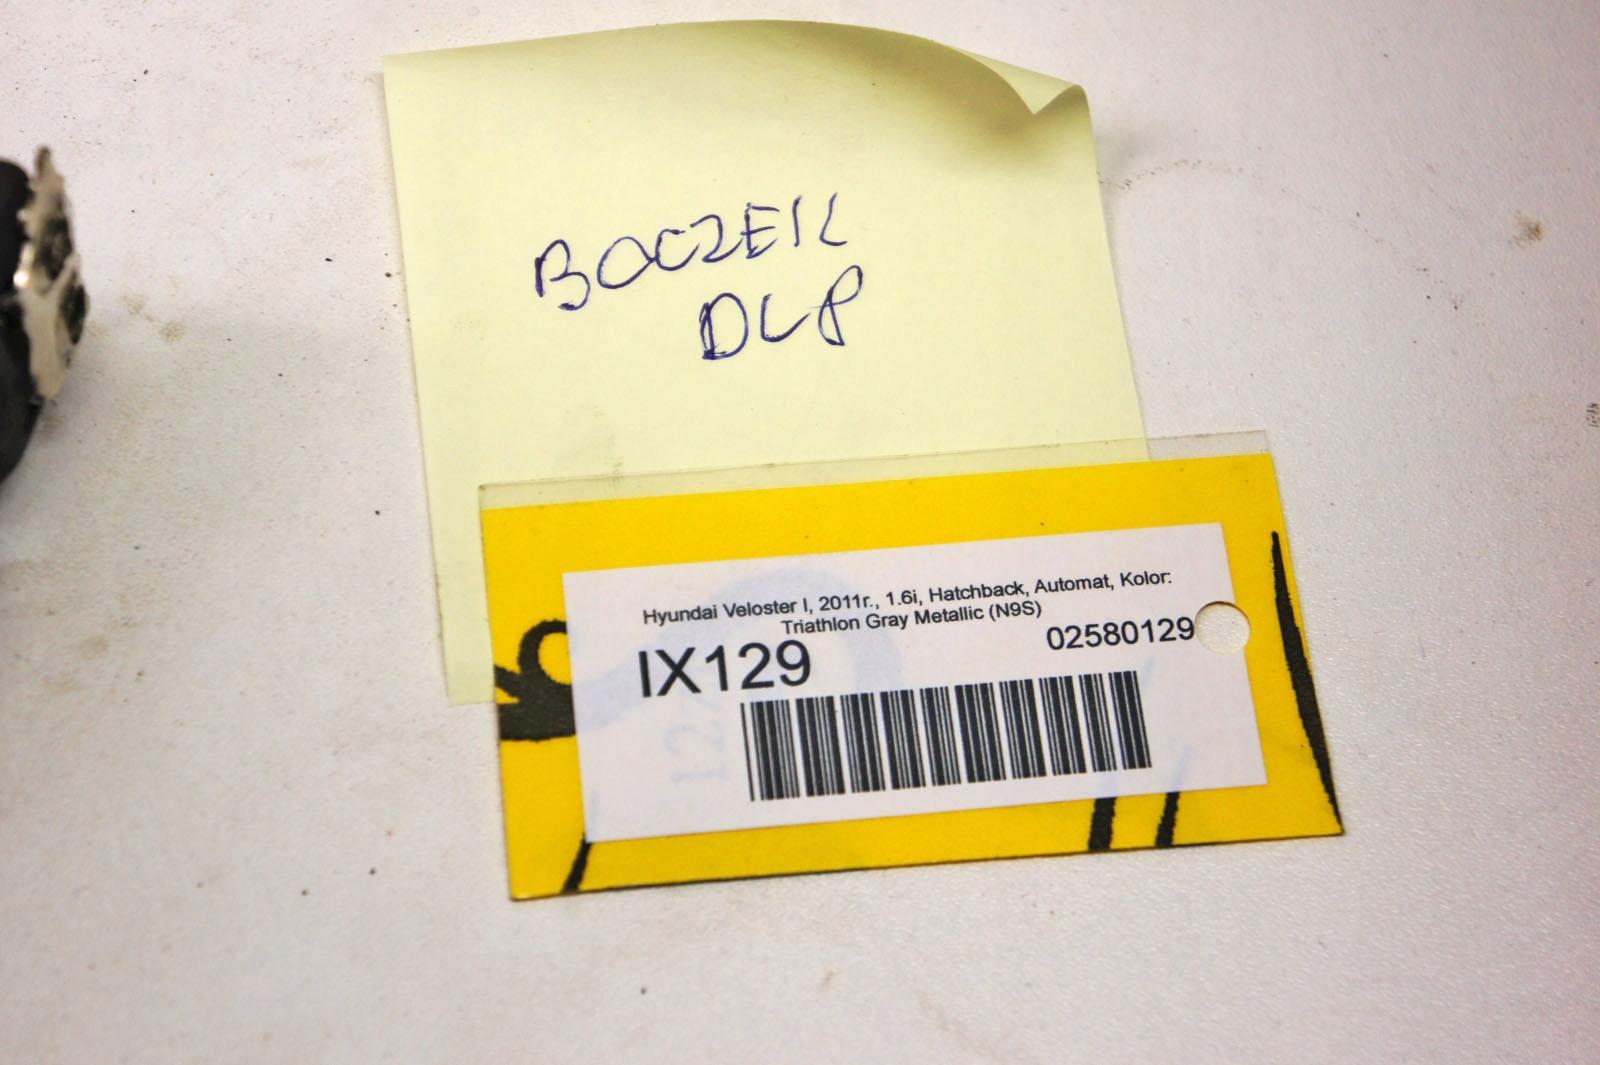 BOCZEK
DLP
Hyundai Veloster I, 2011r., 1.6i, Hatchback, Automat, Kolor:
Triathlon Gray Metallic (N9S)
IX129
02580129